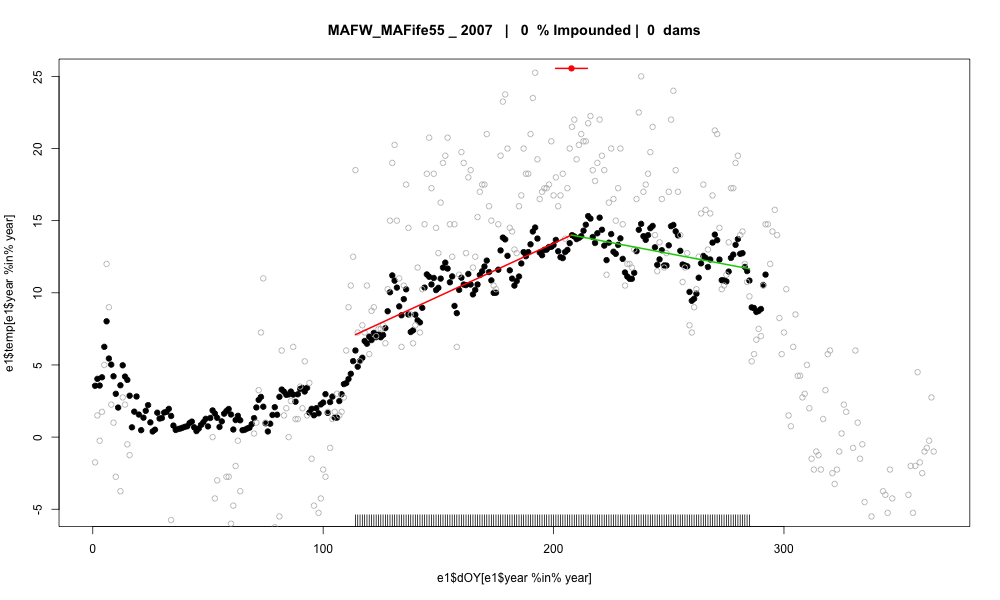 MAFW_MAFife55 _ 2007 | 0 % Impounded | 0 dams
25
20
15
10
5
0
-5
e1$temp[e1$year %in% year]
0 100 200 300
e1$dOY[e1$year %in% year]